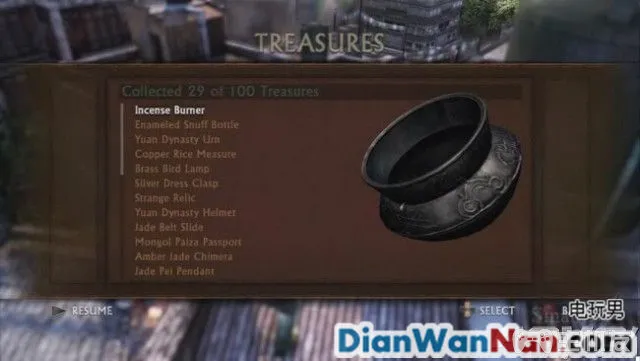 TREASURES
Collected 29 of 100 Treasures
Incense Burner
Enameled Snuff Bottle
Yuan Dynasty Urn
Copper Rice Measure
Brass Bird Lamp
Silver Dress Clasp
Strange Relic
Yuan Dynasty Helmet
Jade Belt Slide
Mongol Paiza Passport
Amber Jade Chimera
Jade Pei Pendant
RESUME
SELECT
电玩男
DianWanNan.com